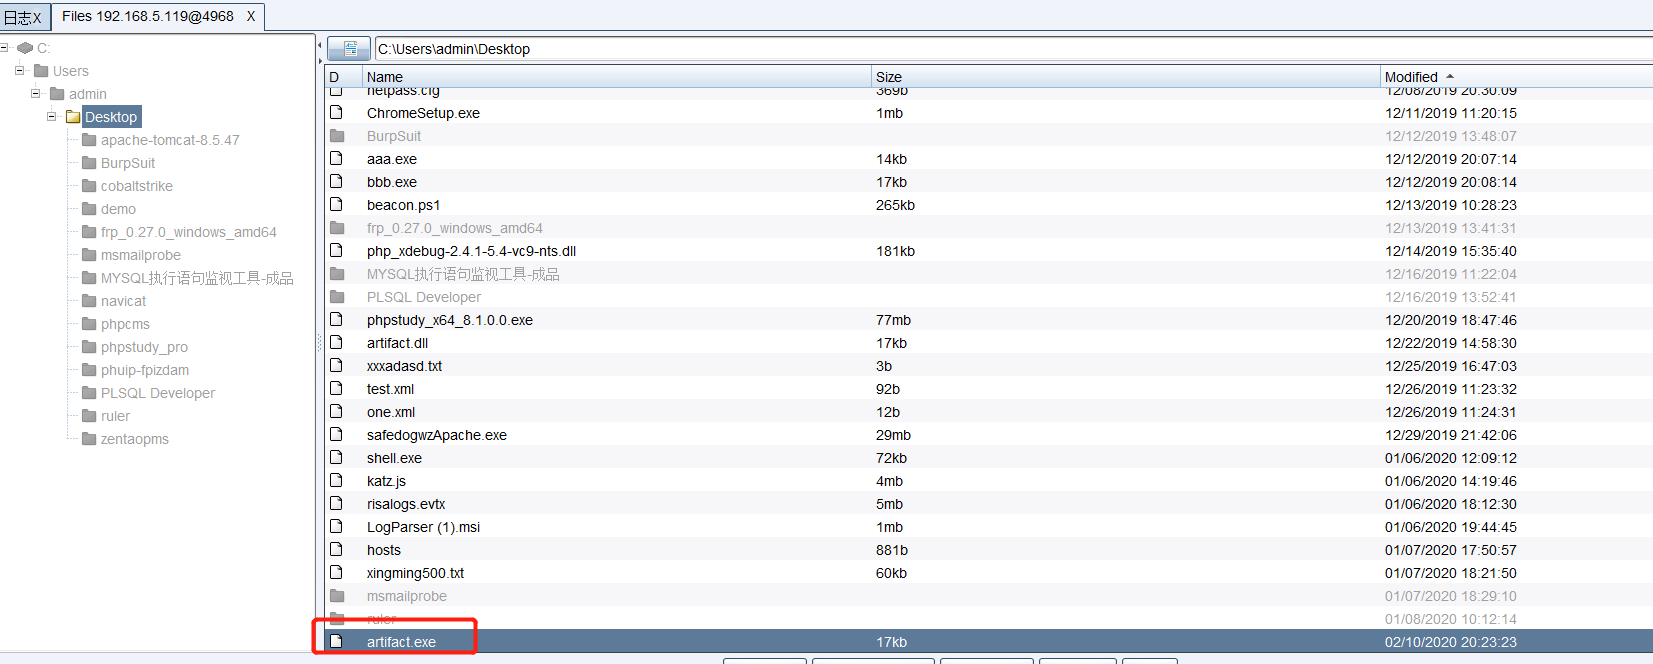 日志X Files 192.168.5.119@4968 X
C:
Users
admin
Desktop
apache-tomcat-8.5.47
BurpSuit
cobaltstrike
demo
frp_0.27.0_windows_amd64
msmailprobe
MYSQL执行语句监视工具-成品
navicat
phpcms
phpstudy_pro
phuip-fpizdam
PLSQL Developer
ruler
zentaopms
C:\Users\admin\Desktop
D Name Size Modified
netpass.cfg 369b 12/08/2019 20:30:09
ChromeSetup.exe 1mb 12/11/2019 11:20:15
BurpSuit 12/12/2019 13:48:07
aaa.exe 14kb 12/12/2019 20:07:14
bbb.exe 17kb 12/12/2019 20:08:14
beacon.ps1 265kb 12/13/2019 10:28:23
frp_0.27.0_windows_amd64 12/13/2019 13:41:31
php_xdebug-2.4.1-5.4-vc9-nts.dll 181kb 12/14/2019 15:35:40
MYSQL执行语句监视工具-成品 12/16/2019 11:22:04
PLSQL Developer 12/16/2019 13:52:41
phpstudy_x64_8.1.0.0.exe 77mb 12/20/2019 18:47:46
artifact.dll 17kb 12/22/2019 14:58:30
xxxadasd.txt 3b 12/25/2019 16:47:03
test.xml 92b 12/26/2019 11:23:32
one.xml 12b 12/26/2019 11:24:31
safedogwzApache.exe 29mb 12/29/2019 21:42:06
shell.exe 72kb 01/06/2020 12:09:12
katz.js 4mb 01/06/2020 14:19:46
risalogs.evtx 5mb 01/06/2020 18:12:30
LogParser (1).msi 1mb 01/06/2020 19:44:45
hosts 881b 01/07/2020 17:50:57
xingming500.txt 60kb 01/07/2020 18:21:50
msmailprobe 01/07/2020 18:29:10
ruler 01/08/2020 10:12:14
artifact.exe 17kb 02/10/2020 20:23:23